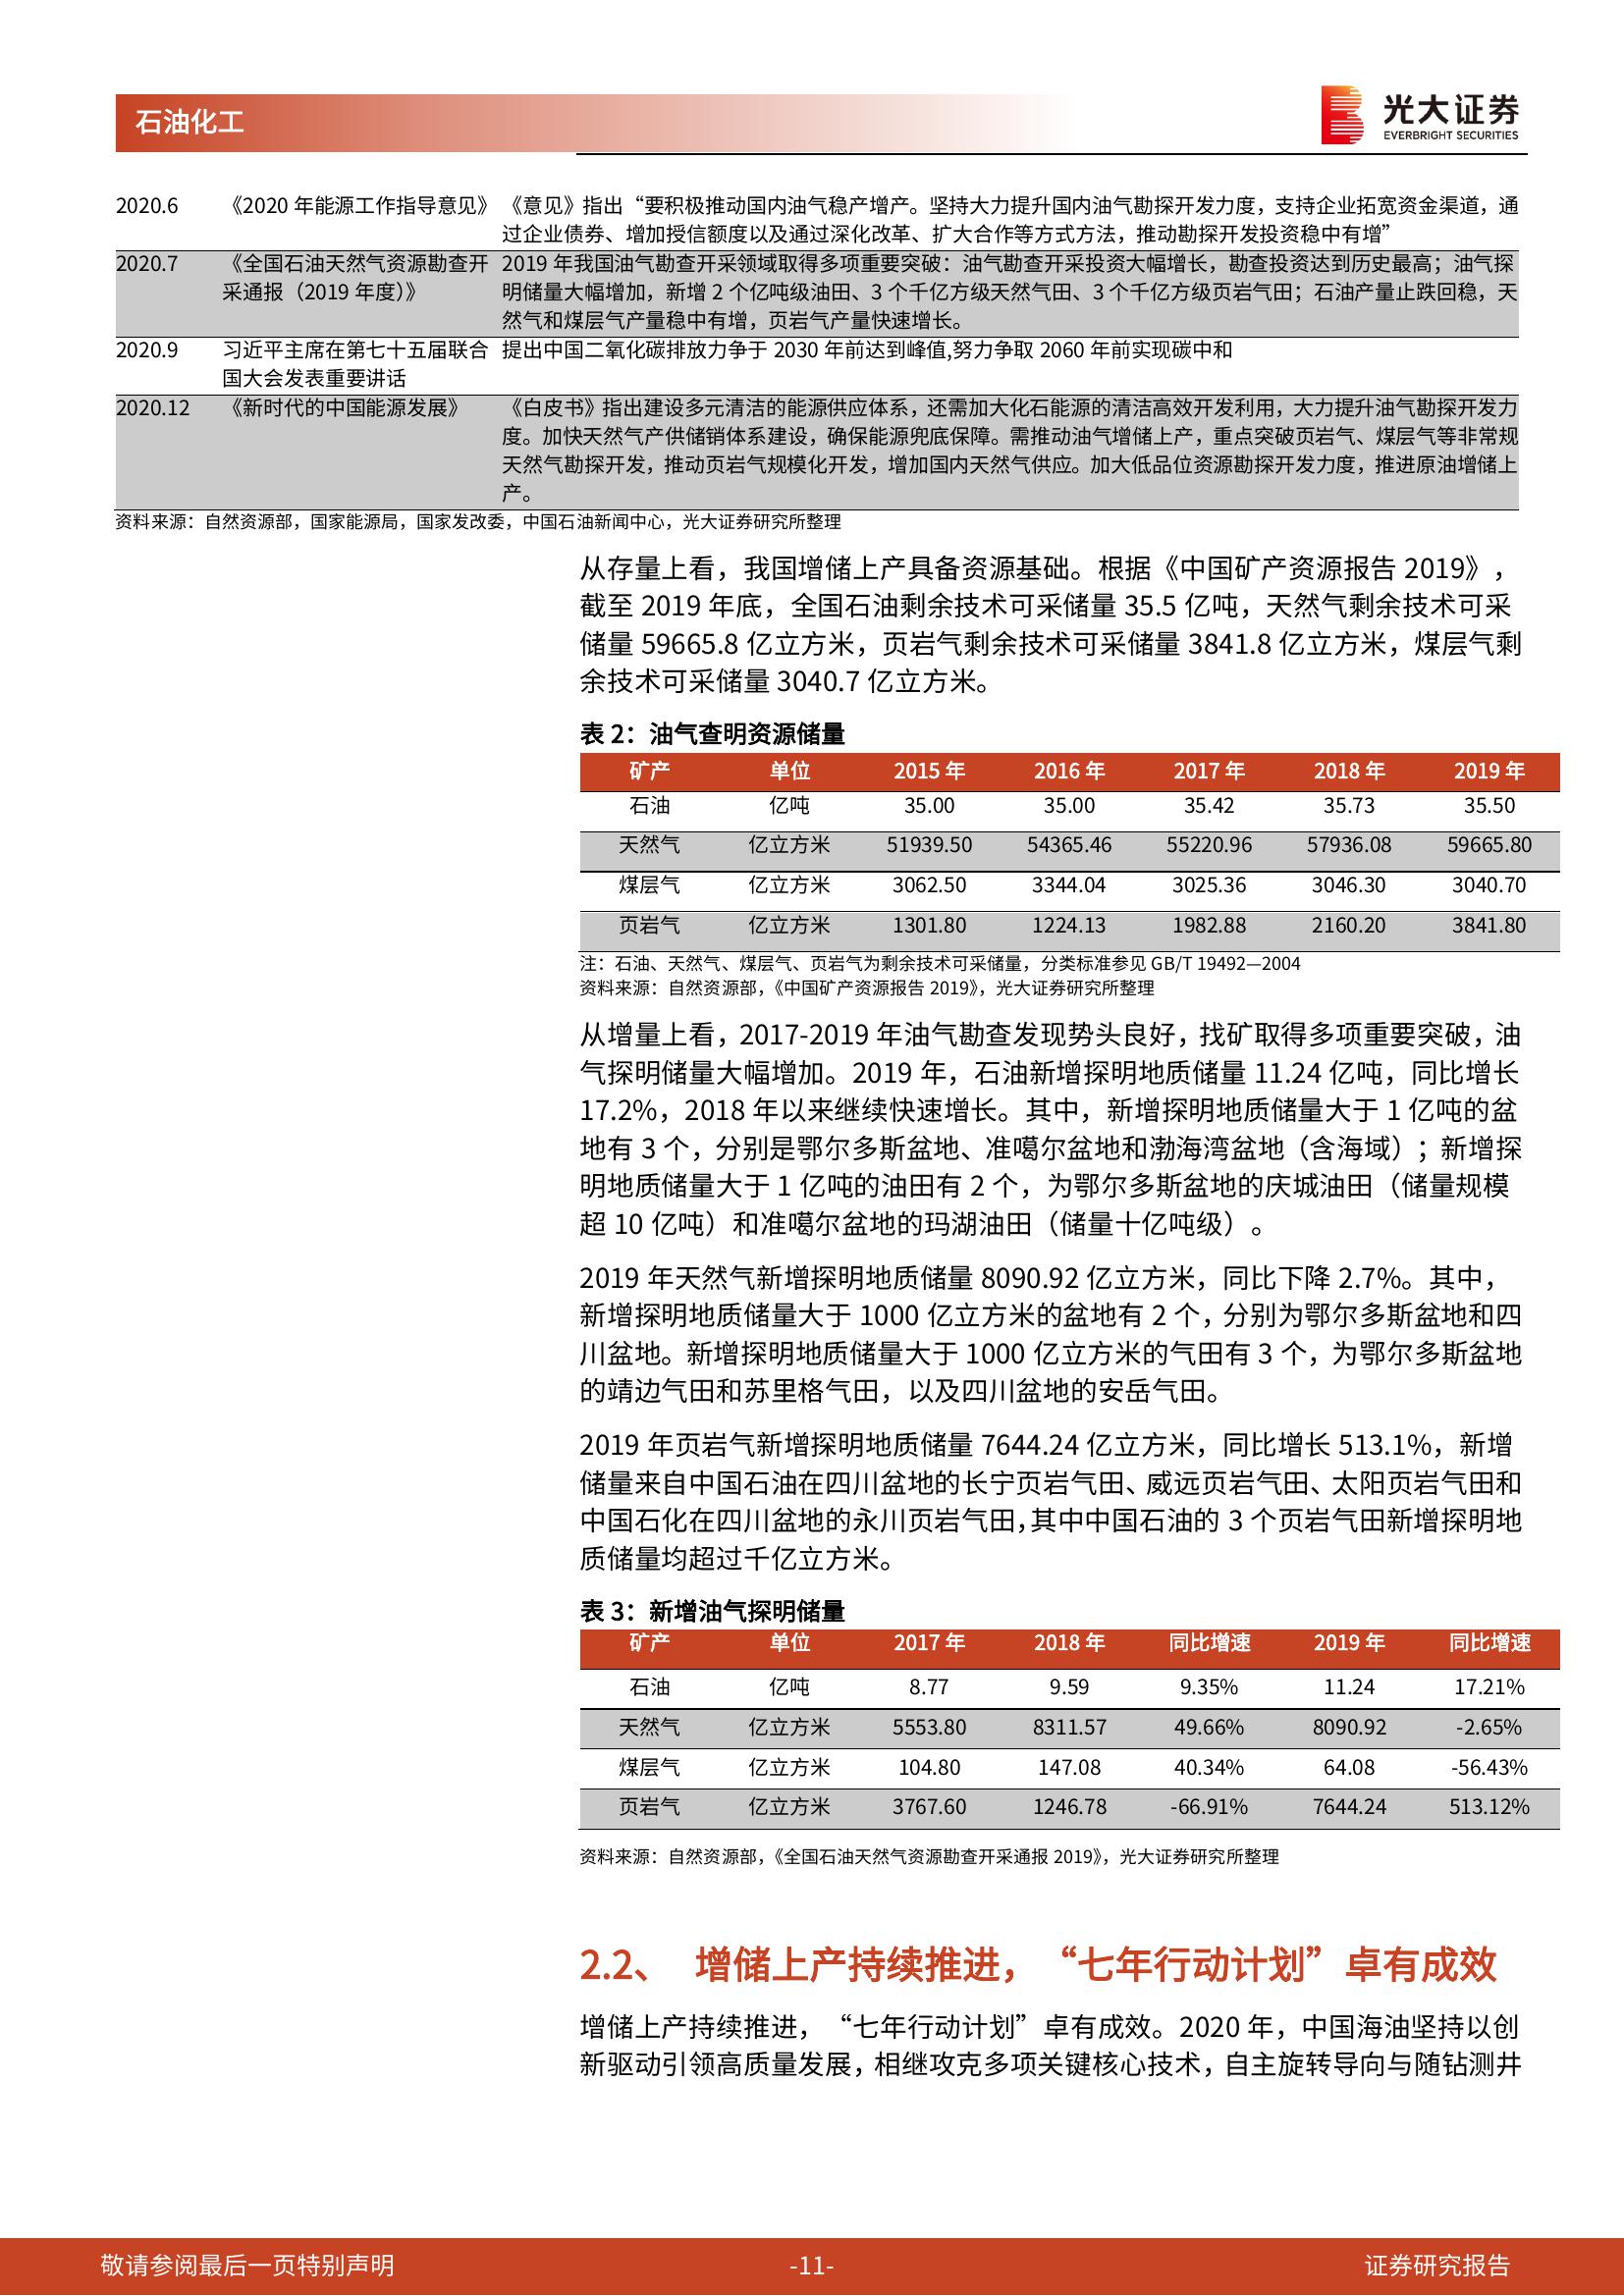 石油化工
光大证券
EVERBRIGHT SECURITIES
2020.6 《2020 年能源工作指导意见》 《意见》指出“要积极推动国内油气稳产增产。坚持大力提升国内油气勘探开发力度，支持企业拓宽资金渠道，通
过企业债券、增加授信额度以及通过深化改革、扩大合作等方式方法，推动勘探开发投资稳中有增”
2020.7 《全国石油天然气资源勘查开 2019 年我国油气勘查开采领域取得多项重要突破：油气勘查开采投资大幅增长，勘查投资达到历史最高；油气探
采通报（2019 年度）》 明储量大幅增加，新增 2 个亿吨级油田、3 个千亿方级天然气田、3 个千亿方级页岩气田；石油产量止跌回稳，天
然气和煤层气产量稳中有增，页岩气产量快速增长。
2020.9 习近平主席在第七十五届联合 提出中国二氧化碳排放力争于 2030 年前达到峰值,努力争取 2060 年前实现碳中和
国大会发表重要讲话
2020.12 《新时代的中国能源发展》 《白皮书》指出建设多元清洁的能源供应体系，还需加大化石能源的清洁高效开发利用，大力提升油气勘探开发力
度。加快天然气产供储销体系建设，确保能源兜底保障。需推动油气增储上产，重点突破页岩气、煤层气等非常规
天然气勘探开发，推动页岩气规模化开发，增加国内天然气供应。加大低品位资源勘探开发力度，推进原油增储上
产。
资料来源：自然资源部，国家能源局，国家发改委，中国石油新闻中心，光大证券研究所整理
从存量上看，我国增储上产具备资源基础。根据《中国矿产资源报告 2019》，
截至 2019 年底，全国石油剩余技术可采储量 35.5 亿吨，天然气剩余技术可采
储量 59665.8 亿立方米，页岩气剩余技术可采储量 3841.8 亿立方米，煤层气剩
余技术可采储量 3040.7 亿立方米。
表 2：油气查明资源储量
矿产 单位 2015 年 2016 年 2017 年 2018 年 2019 年
石油 亿吨 35.00 35.00 35.42 35.73 35.50
天然气 亿立方米 51939.50 54365.46 55220.96 57936.08 59665.80
煤层气 亿立方米 3062.50 3344.04 3025.36 3046.30 3040.70
页岩气 亿立方米 1301.80 1224.13 1982.88 2160.20 3841.80
注：石油、天然气、煤层气、页岩气为剩余技术可采储量，分类标准参见 GB/T 19492—2004
资料来源：自然资源部，《中国矿产资源报告 2019》，光大证券研究所整理
从增量上看，2017-2019 年油气勘查发现势头良好，找矿取得多项重要突破，油
气探明储量大幅增加。2019 年，石油新增探明地质储量 11.24 亿吨，同比增长
17.2%，2018 年以来继续快速增长。其中，新增探明地质储量大于 1 亿吨的盆
地有 3 个，分别是鄂尔多斯盆地、准噶尔盆地和渤海湾盆地（含海域）；新增探
明地质储量大于 1 亿吨的油田有 2 个，为鄂尔多斯盆地的庆城油田（储量规模
超 10 亿吨）和准噶尔盆地的玛湖油田（储量十亿吨级）。
2019 年天然气新增探明地质储量 8090.92 亿立方米，同比下降 2.7%。其中，
新增探明地质储量大于 1000 亿立方米的盆地有 2 个，分别为鄂尔多斯盆地和四
川盆地。新增探明地质储量大于 1000 亿立方米的气田有 3 个，为鄂尔多斯盆地
的靖边气田和苏里格气田，以及四川盆地的安岳气田。
2019 年页岩气新增探明地质储量 7644.24 亿立方米，同比增长 513.1%，新增
储量来自中国石油在四川盆地的长宁页岩气田、威远页岩气田、太阳页岩气田和
中国石化在四川盆地的永川页岩气田，其中中国石油的 3 个页岩气田新增探明地
质储量均超过千亿立方米。
表 3：新增油气探明储量
矿产 单位 2017 年 2018 年 同比增速 2019 年 同比增速
石油 亿吨 8.77 9.59 9.35% 11.24 17.21%
天然气 亿立方米 5553.80 8311.57 49.66% 8090.92 -2.65%
煤层气 亿立方米 104.80 147.08 40.34% 64.08 -56.43%
页岩气 亿立方米 3767.60 1246.78 -66.91% 7644.24 513.12%
资料来源：自然资源部，《全国石油天然气资源勘查开采通报 2019》，光大证券研究所整理
2.2、 增储上产持续推进，“七年行动计划”卓有成效
增储上产持续推进，“七年行动计划”卓有成效。2020 年，中国海油坚持以创
新驱动引领高质量发展，相继攻克多项关键核心技术，自主旋转导向与随钻测井
敬请参阅最后一页特别声明 -11- 证券研究报告